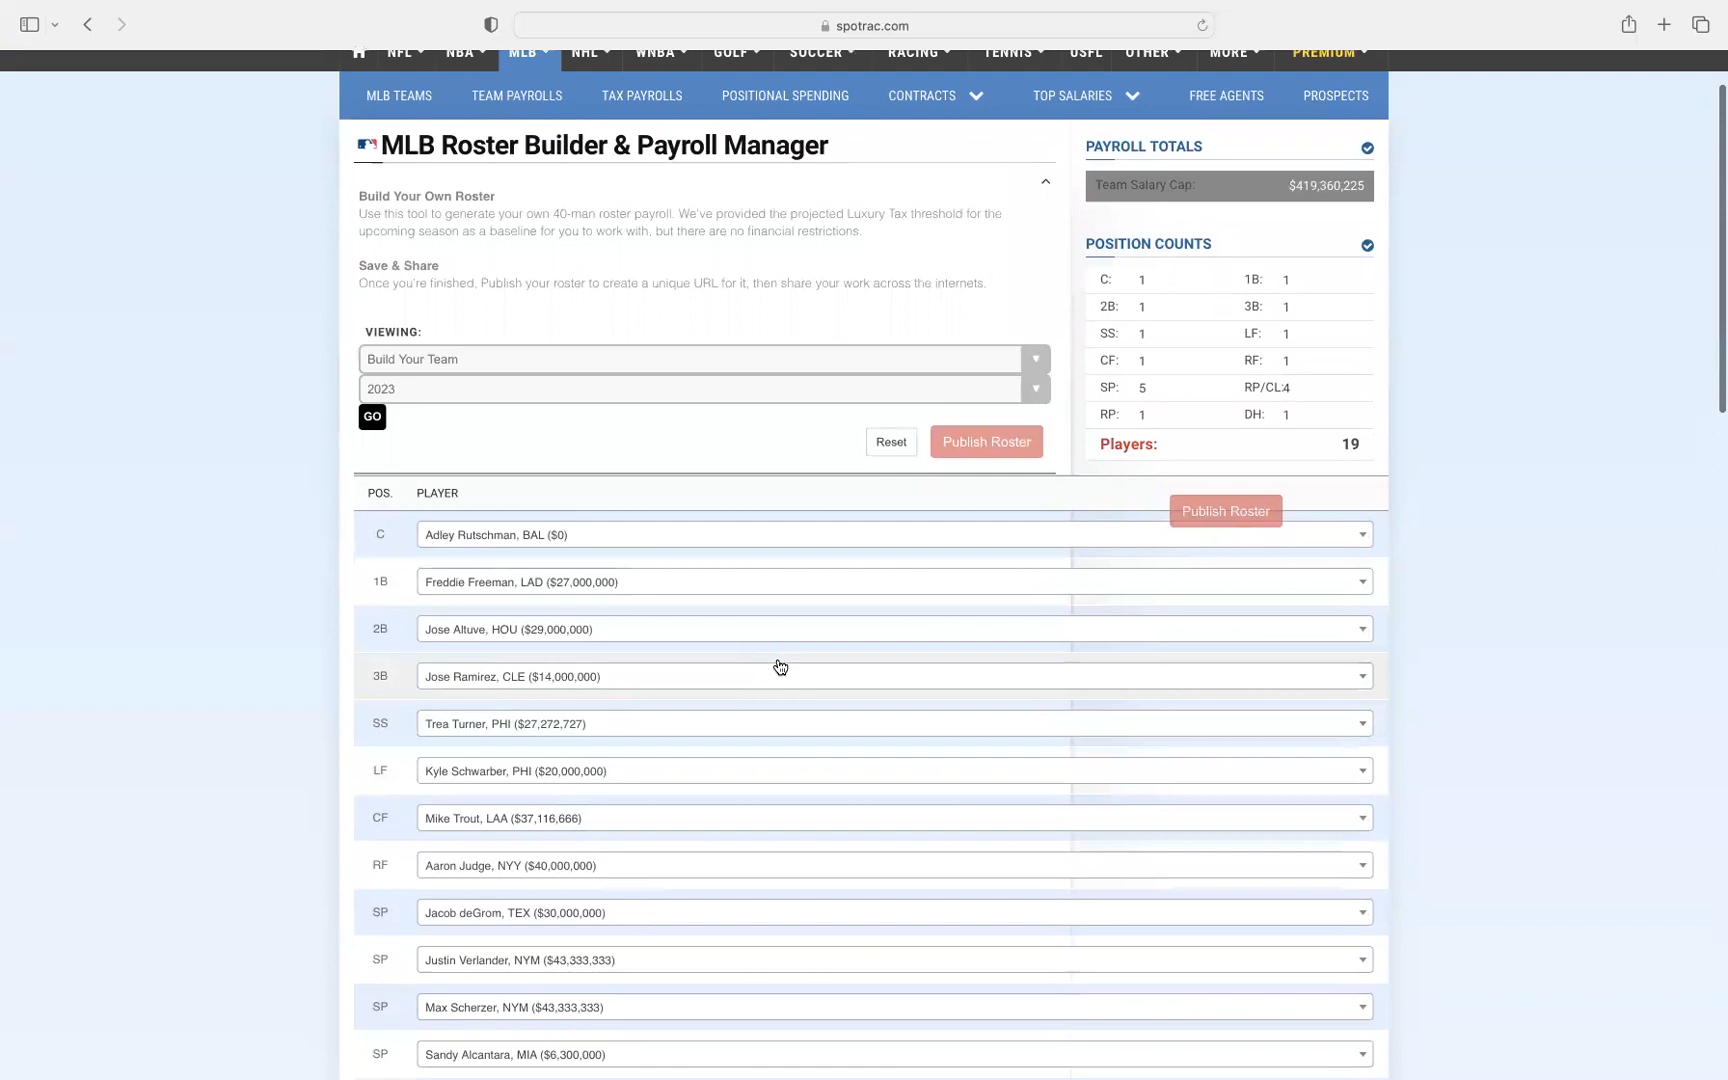 spotrac.com
NFL NBA MLB NHL WNBA GOLF SOCCER RACING TENNIS USFL OTHER MORE PREMIUM
MLB TEAMS TEAM PAYROLLS TAX PAYROLLS POSITIONAL SPENDING CONTRACTS TOP SALARIES FREE AGENTS PROSPECTS
MLB Roster Builder & Payroll Manager
Build Your Own Roster
Use this tool to generate your own 40-man roster payroll. We've provided the projected Luxury Tax threshold for the
upcoming season as a baseline for you to work with, but there are no financial restrictions.
Save & Share
Once you're finished, Publish your roster to create a unique URL for it, then share your work across the internets.
VIEWING:
Build Your Team
2023
GO
Reset Publish Roster
PAYROLL TOTALS
Team Salary Cap: $419,360,225
POSITION COUNTS
C: 1 1B: 1
2B: 1 3B: 1
SS: 1 LF: 1
CF: 1 RF: 1
SP: 5 RP/CL:4
RP: 1 DH: 1
Players: 19
Publish Roster
POS. PLAYER
C Adley Rutschman, BAL ($0)
1B Freddie Freeman, LAD ($27,000,000)
2B Jose Altuve, HOU ($29,000,000)
3B Jose Ramirez, CLE ($14,000,000)
SS Trea Turner, PHI ($27,272,727)
LF Kyle Schwarber, PHI ($20,000,000)
CF Mike Trout, LAA ($37,116,666)
RF Aaron Judge, NYY ($40,000,000)
SP Jacob deGrom, TEX ($30,000,000)
SP Justin Verlander, NYM ($43,333,333)
SP Max Scherzer, NYM ($43,333,333)
SP Sandy Alcantara, MIA ($6,300,000)